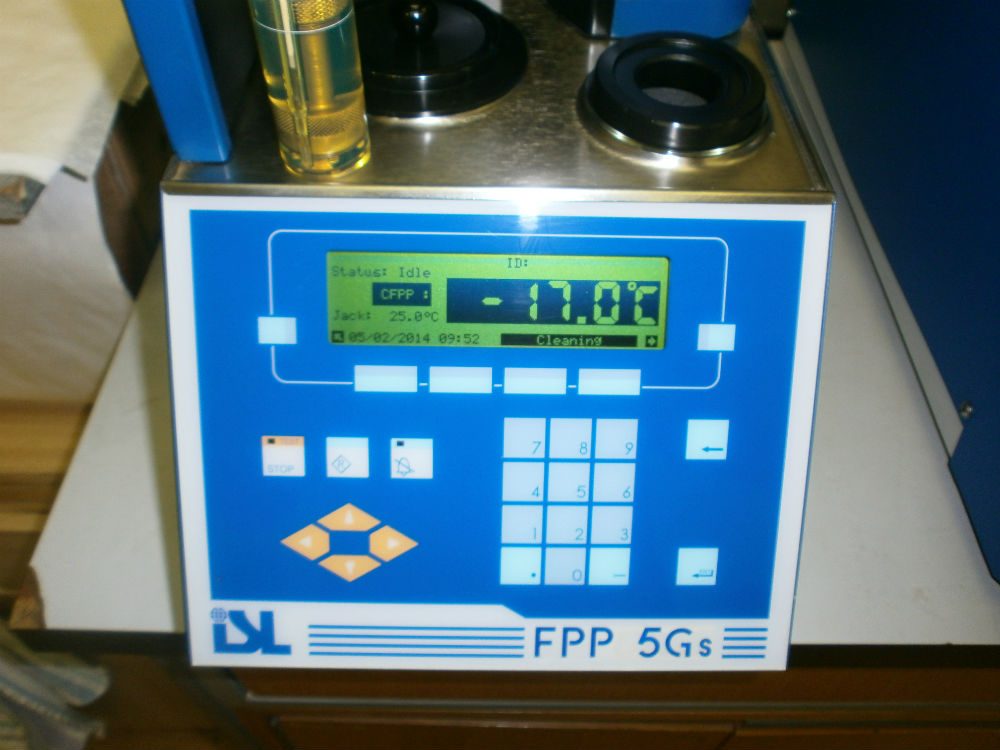 ID:
Status: Idle
CFPP :
-17.0°C
Jack: 25.0°C
05/02/2014 09:52 Cleaning
7 8 9
STOP
R
4 5 6
1 2 3
. 0 -
ISL
FPP 5Gs